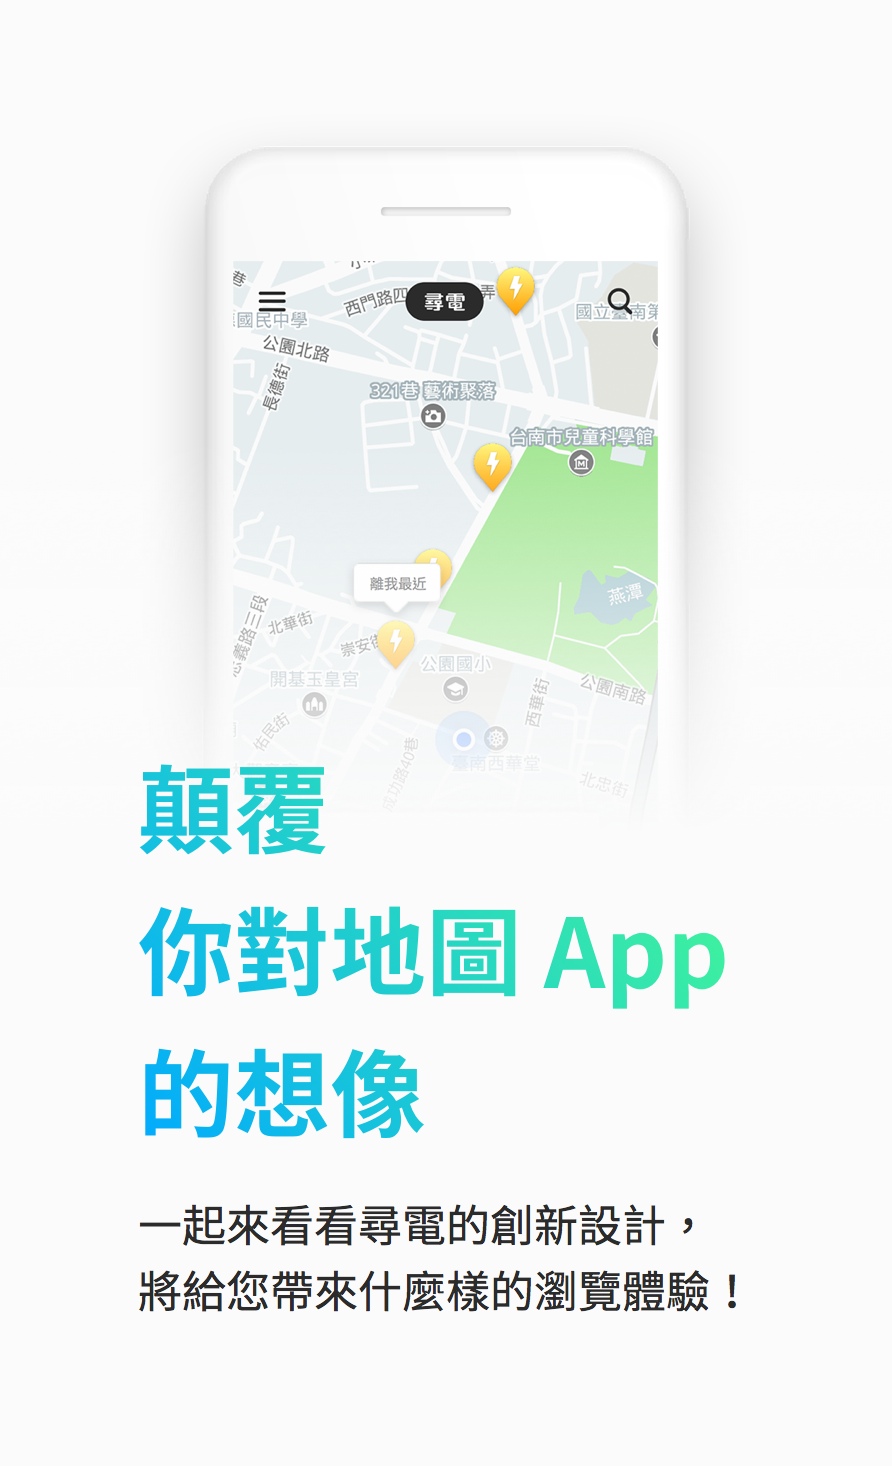 巷
西門路四
弄
尋電
國民中學
國立臺南第
公園北路
長德街
321巷 藝術聚落
台南市兒童科學館
離我最近
燕潭
忠義路二段
北華街
崇安街
公園國小
開基玉皇宮
公園南路
西華街
佑民街
成功路40巷
臺南西華堂
北忠街
顛覆
你對地圖 App
的想像
一起來看看尋電的創新設計，
將給您帶來什麼樣的瀏覽體驗！